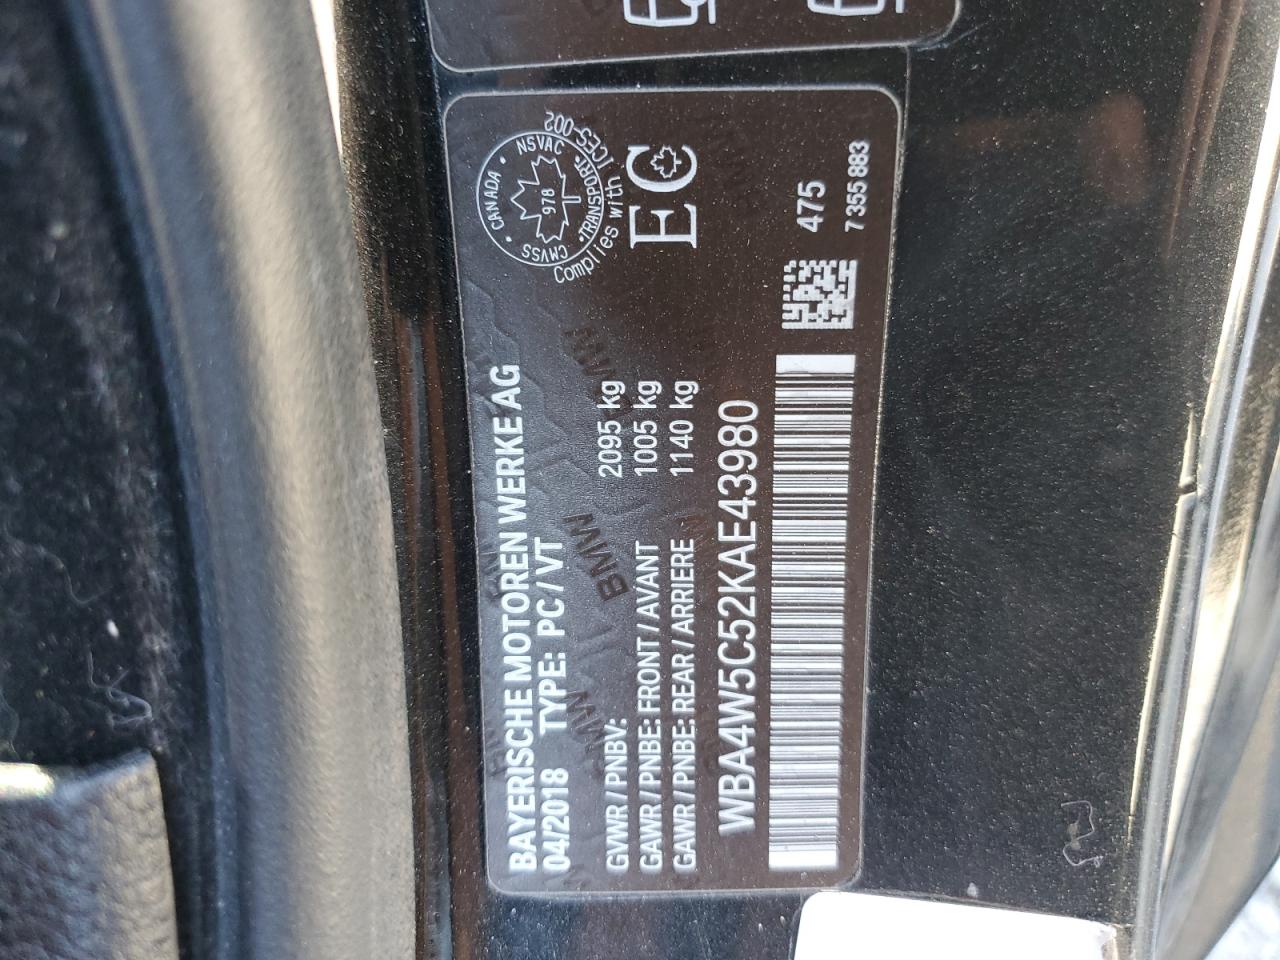 BAYERISCHE MOTOREN WERKE AG
04/2018 TYPE: PC / VT
GVWR / PNBV: 2095 kg
GAWR / PNBE: FRONT / AVANT 1005 kg
GAWR / PNBE: REAR / ARRIERE 1140 kg
WBA4W5C52KAE43980
CANADA • NSVAC • TRANSPORT • CMVSS
978
Complies with ICES-002
EC
475
7 355 883
BMW